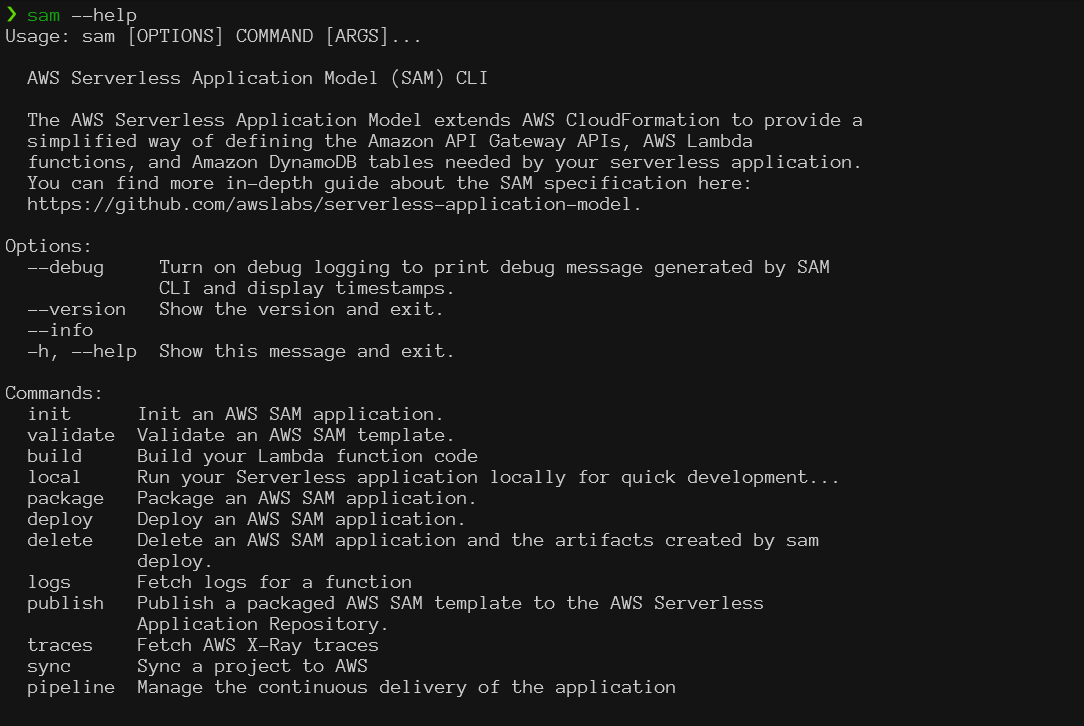 ❯ sam --help
Usage: sam [OPTIONS] COMMAND [ARGS]...

  AWS Serverless Application Model (SAM) CLI

  The AWS Serverless Application Model extends AWS CloudFormation to provide a
  simplified way of defining the Amazon API Gateway APIs, AWS Lambda
  functions, and Amazon DynamoDB tables needed by your serverless application.
  You can find more in-depth guide about the SAM specification here:
  https://github.com/awslabs/serverless-application-model.

Options:
  --debug     Turn on debug logging to print debug message generated by SAM
              CLI and display timestamps.
  --version   Show the version and exit.
  --info
  -h, --help  Show this message and exit.

Commands:
  init      Init an AWS SAM application.
  validate  Validate an AWS SAM template.
  build     Build your Lambda function code
  local     Run your Serverless application locally for quick development...
  package   Package an AWS SAM application.
  deploy    Deploy an AWS SAM application.
  delete    Delete an AWS SAM application and the artifacts created by sam
            deploy.
  logs      Fetch logs for a function
  publish   Publish a packaged AWS SAM template to the AWS Serverless
            Application Repository.
  traces    Fetch AWS X-Ray traces
  sync      Sync a project to AWS
  pipeline  Manage the continuous delivery of the application